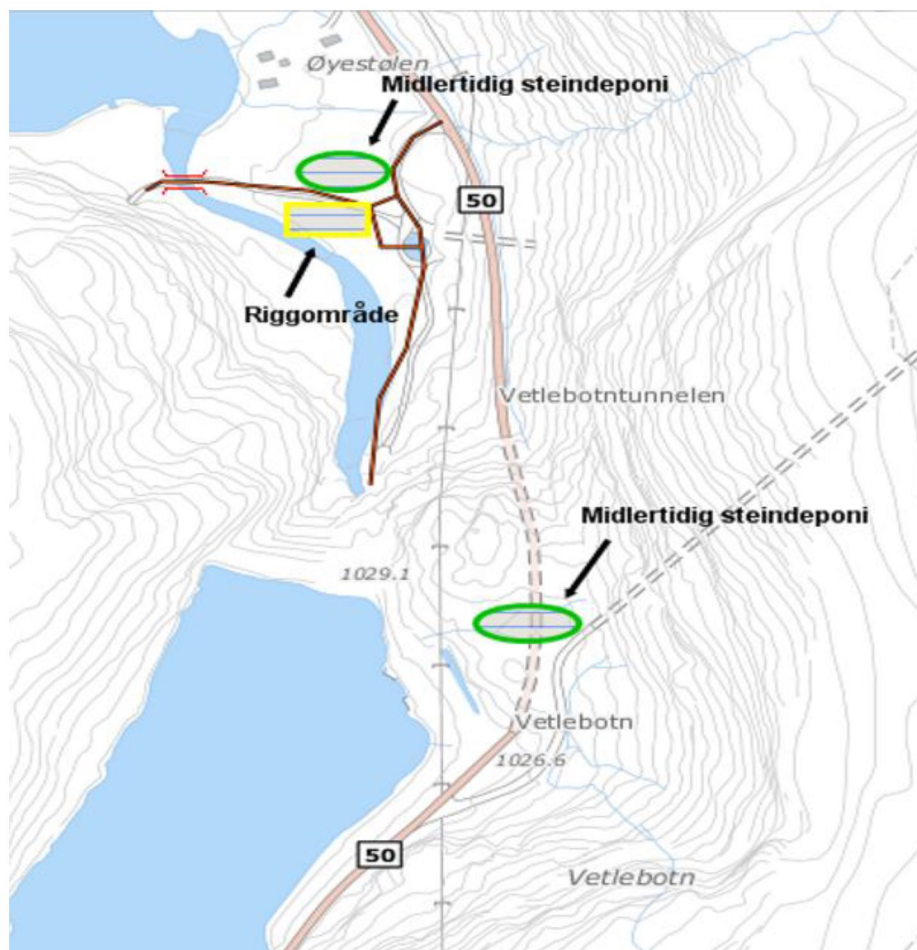 Øyestølen
Midlertidig steindeponi
50
Riggområde
Vetlebotntunnelen
Midlertidig steindeponi
1029.1
Vetlebotn
1026.6
50
Vetlebotn